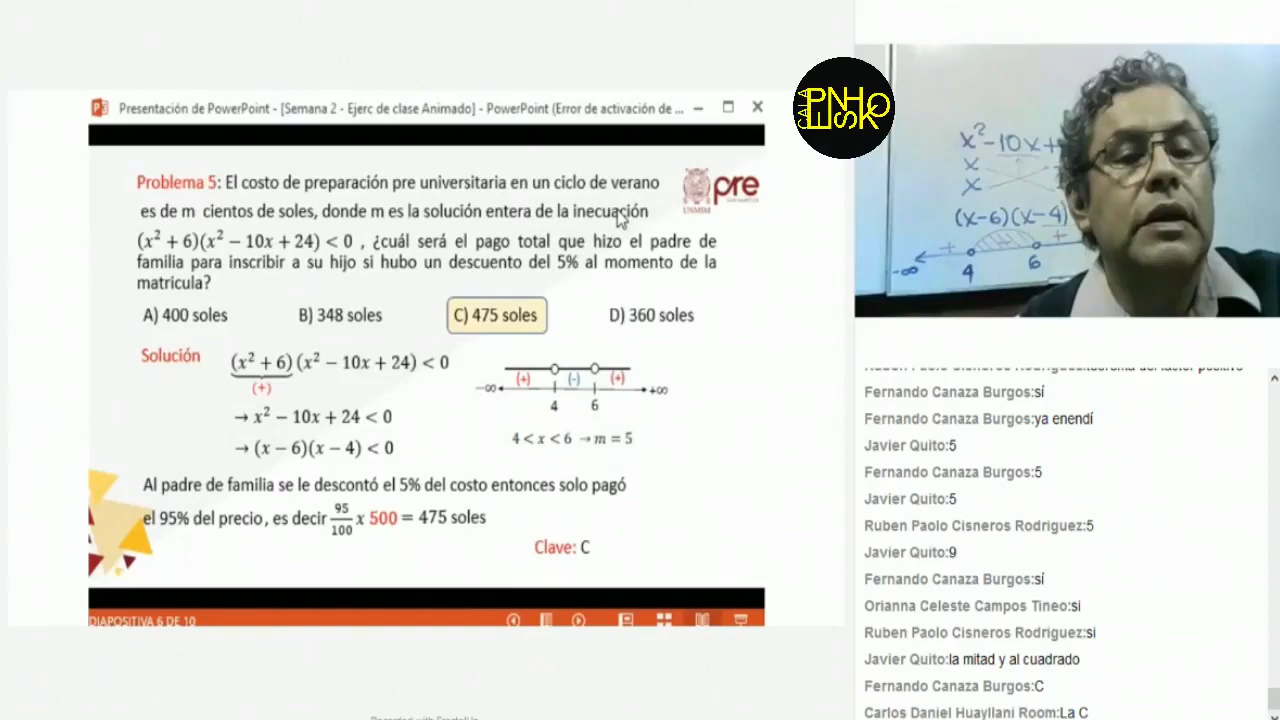 Presentación de PowerPoint - [Semana 2 - Ejerc de clase Animado] - PowerPoint (Error de activación de ...
Problema 5: El costo de preparación pre universitaria en un ciclo de verano
es de m cientos de soles, donde m es la solución entera de la inecuación
(x² + 6)(x² − 10x + 24) < 0 , ¿cuál será el pago total que hizo el padre de
familia para inscribir a su hijo si hubo un descuento del 5% al momento de la
matricula?
UNMSM
pre
A) 400 soles B) 348 soles C) 475 soles D) 360 soles
Solución
(x² + 6)(x² − 10x + 24) < 0
(+)
→ x² − 10x + 24 < 0
→ (x − 6)(x − 4) < 0
−∞ (+) (-) (+) +∞
4 6
4 < x < 6 → m = 5
Al padre de familia se le descontó el 5% del costo entonces solo pagó
el 95% del precio, es decir 95/100 x 500 = 475 soles
Clave: C
DIAPOSITIVA 6 DE 10
x² - 10x +
x
x
(x-6)(x-4)
+ - +
-∞ 4 6
Fernando Canaza Burgos:sí
Fernando Canaza Burgos:ya enendí
Javier Quito:5
Fernando Canaza Burgos:5
Javier Quito:5
Ruben Paolo Cisneros Rodriguez:5
Javier Quito:9
Fernando Canaza Burgos:sí
Orianna Celeste Campos Tineo:si
Ruben Paolo Cisneros Rodriguez:si
Javier Quito:la mitad y al cuadrado
Fernando Canaza Burgos:C
Carlos Daniel Huayllani Room:La C